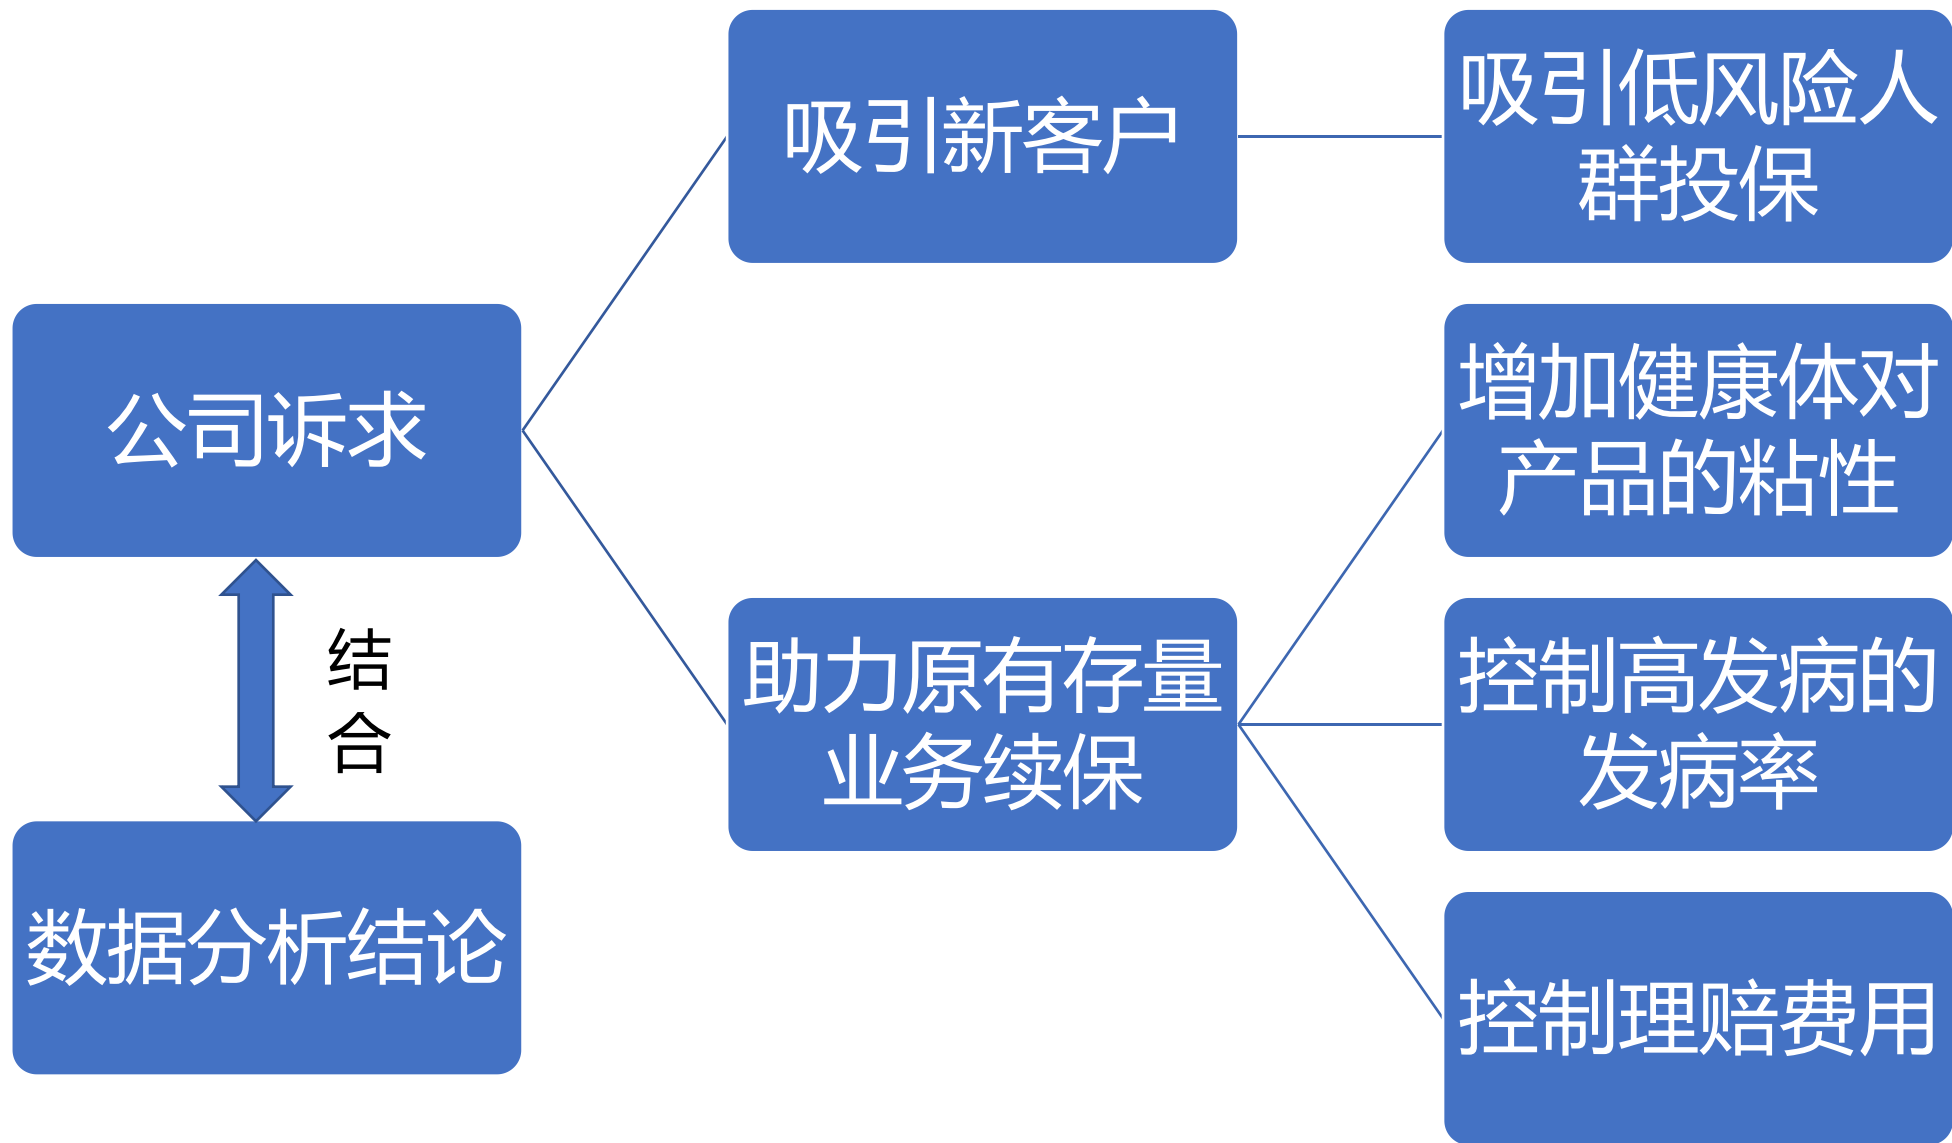 公司诉求
结
合
数据分析结论
吸引新客户
助力原有存量
业务续保
吸引低风险人
群投保
增加健康体对
产品的粘性
控制高发病的
发病率
控制理赔费用